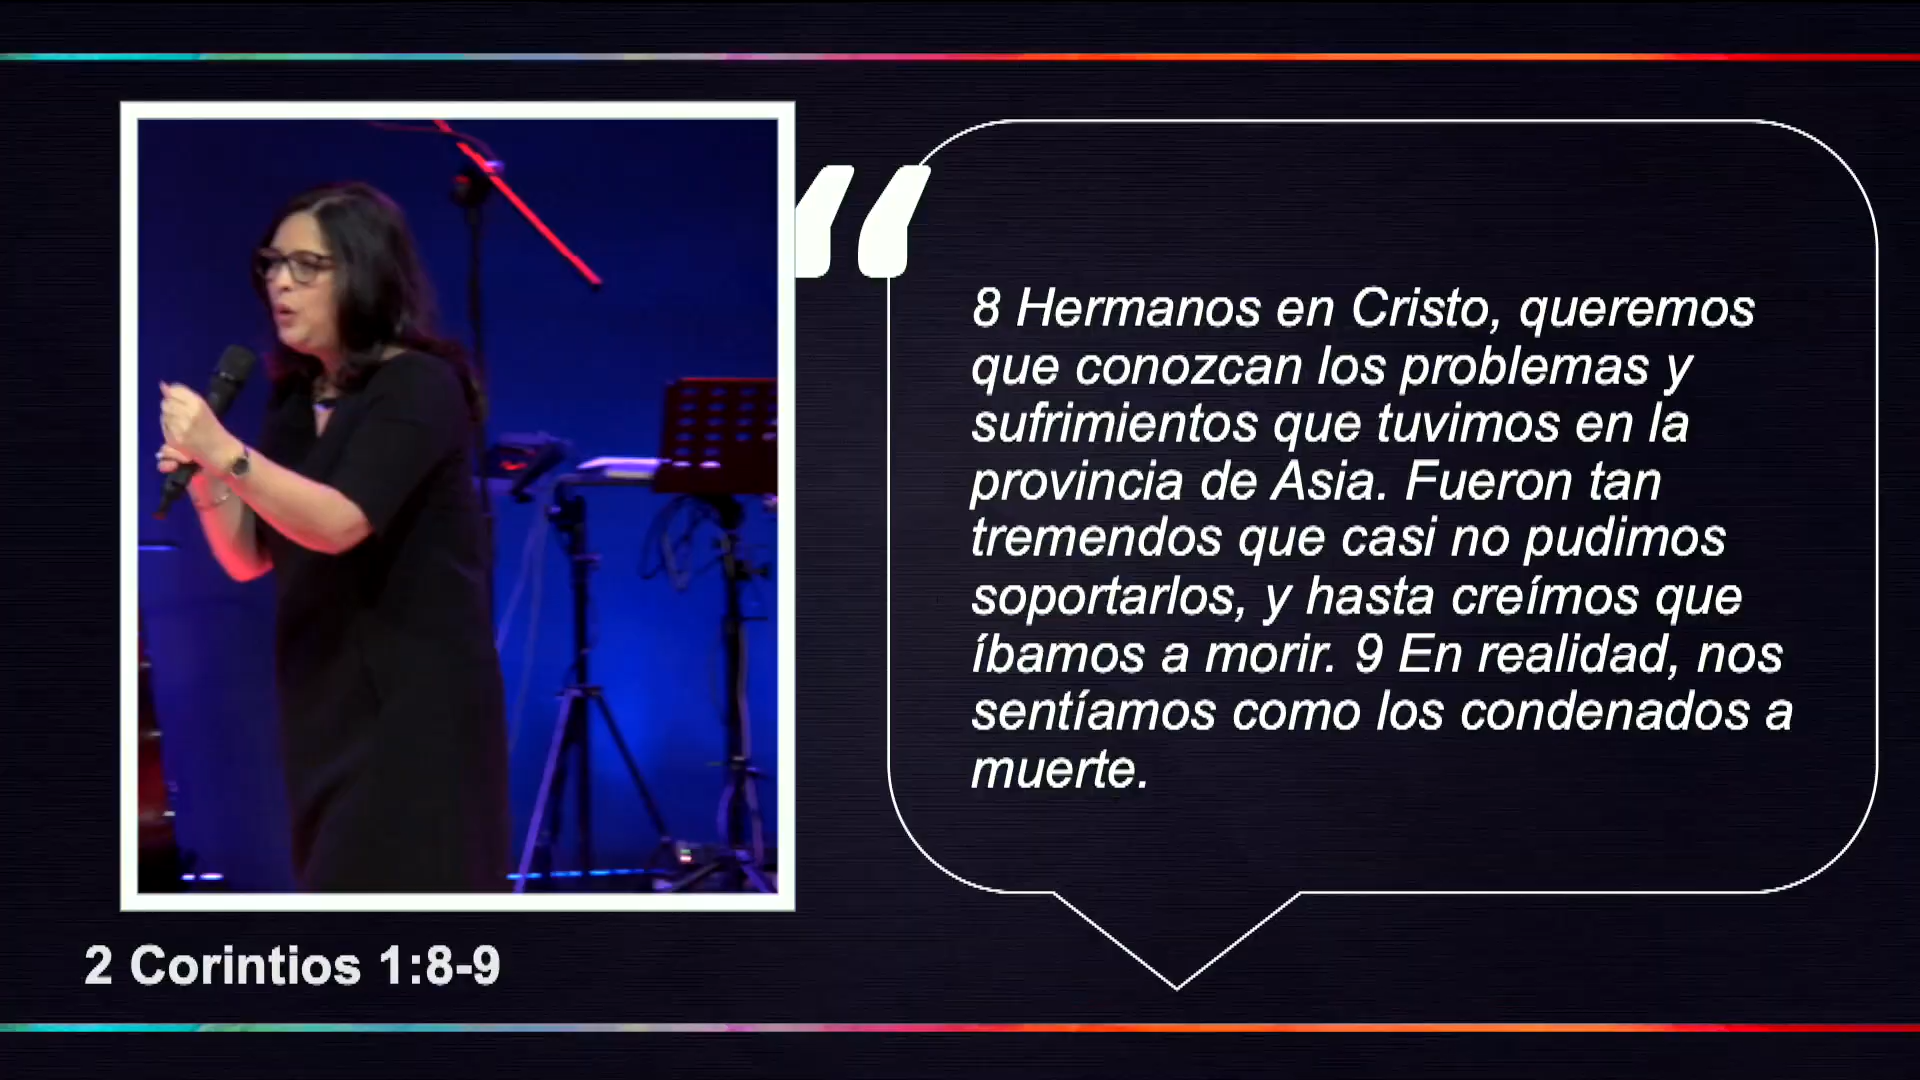 “
8 Hermanos en Cristo, queremos
que conozcan los problemas y
sufrimientos que tuvimos en la
provincia de Asia. Fueron tan
tremendos que casi no pudimos
soportarlos, y hasta creímos que
íbamos a morir. 9 En realidad, nos
sentíamos como los condenados a
muerte.
2 Corintios 1:8-9